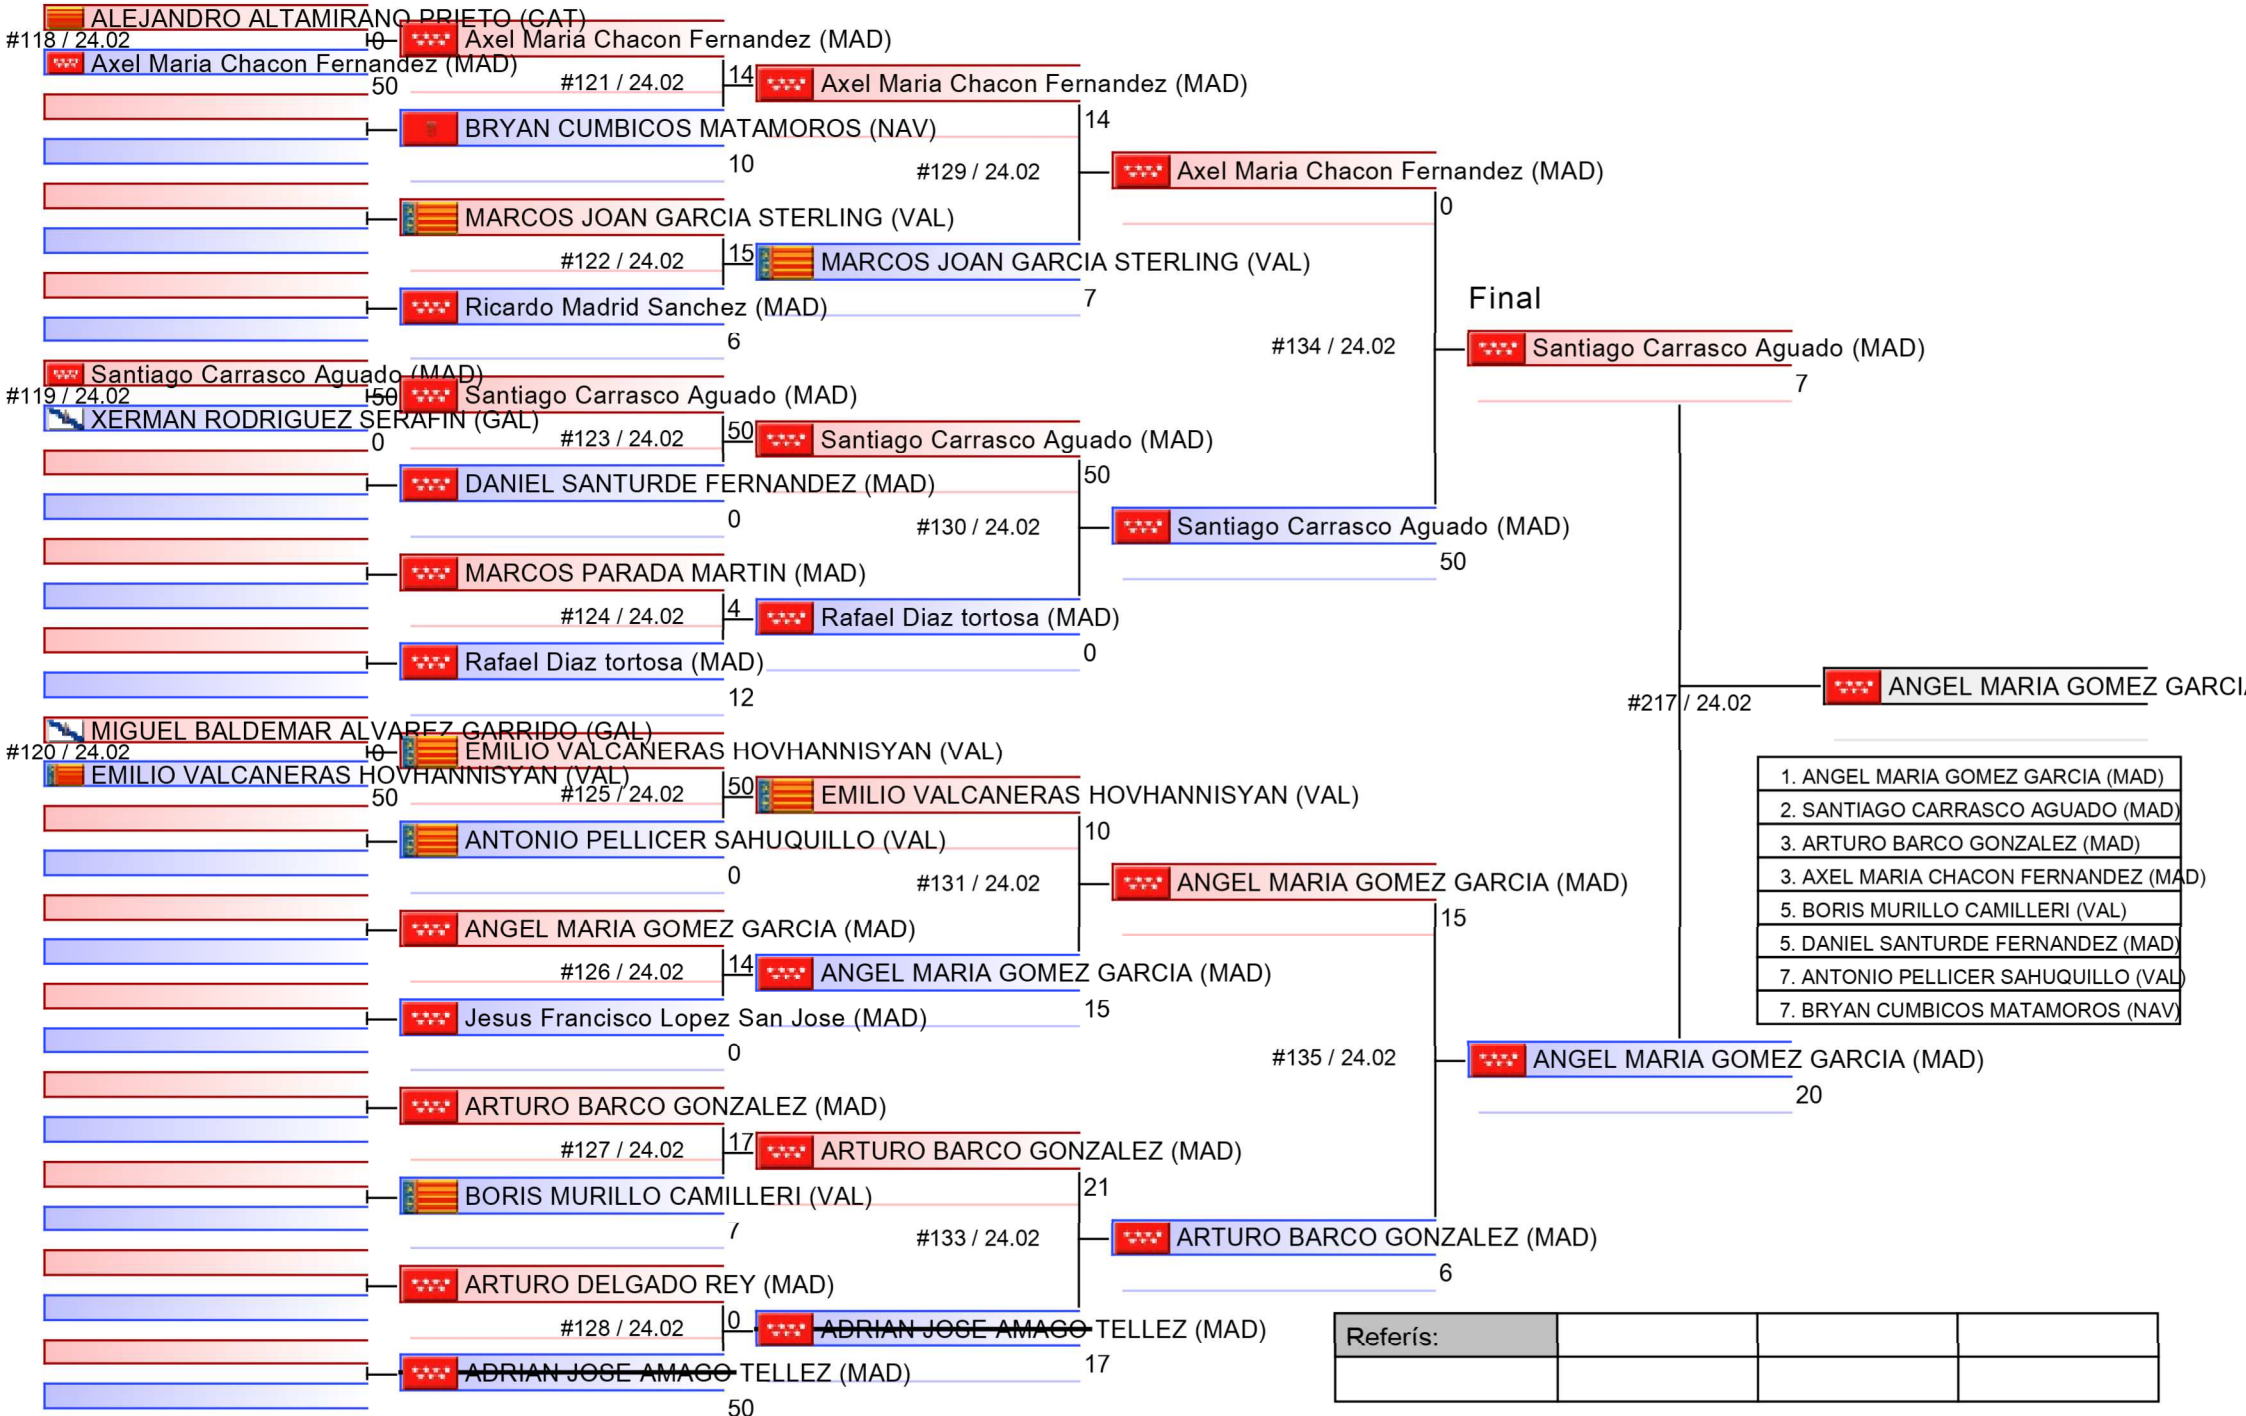 ALEJANDRO ALTAMIRANO PRIETO (CAT)
#118 / 24.02
0
Axel Maria Chacon Fernandez (MAD)
50
Axel Maria Chacon Fernandez (MAD)
#121 / 24.02
14
BRYAN CUMBICOS MATAMOROS (NAV)
10
Axel Maria Chacon Fernandez (MAD)
14
#129 / 24.02
MARCOS JOAN GARCIA STERLING (VAL)
#122 / 24.02
15
Ricardo Madrid Sanchez (MAD)
6
MARCOS JOAN GARCIA STERLING (VAL)
7
Axel Maria Chacon Fernandez (MAD)
0
#134 / 24.02
Santiago Carrasco Aguado (MAD)
#119 / 24.02
50
XERMAN RODRIGUEZ SERAFIN (GAL)
0
Santiago Carrasco Aguado (MAD)
#123 / 24.02
50
DANIEL SANTURDE FERNANDEZ (MAD)
0
Santiago Carrasco Aguado (MAD)
50
#130 / 24.02
MARCOS PARADA MARTIN (MAD)
#124 / 24.02
4
Rafael Diaz tortosa (MAD)
12
Rafael Diaz tortosa (MAD)
0
Santiago Carrasco Aguado (MAD)
50
Final
Santiago Carrasco Aguado (MAD)
7
#217 / 24.02
MIGUEL BALDEMAR ALVAREZ GARRIDO (GAL)
#120 / 24.02
0
EMILIO VALCANERAS HOVHANNISYAN (VAL)
50
EMILIO VALCANERAS HOVHANNISYAN (VAL)
#125 / 24.02
50
ANTONIO PELLICER SAHUQUILLO (VAL)
0
EMILIO VALCANERAS HOVHANNISYAN (VAL)
10
#131 / 24.02
ANGEL MARIA GOMEZ GARCIA (MAD)
#126 / 24.02
14
Jesus Francisco Lopez San Jose (MAD)
0
ANGEL MARIA GOMEZ GARCIA (MAD)
15
ANGEL MARIA GOMEZ GARCIA (MAD)
15
#135 / 24.02
ARTURO BARCO GONZALEZ (MAD)
#127 / 24.02
17
BORIS MURILLO CAMILLERI (VAL)
7
ARTURO BARCO GONZALEZ (MAD)
21
#133 / 24.02
ARTURO DELGADO REY (MAD)
#128 / 24.02
0
ADRIAN JOSE AMAGO TELLEZ (MAD)
50
ADRIAN JOSE AMAGO TELLEZ (MAD)
17
ARTURO BARCO GONZALEZ (MAD)
6
ANGEL MARIA GOMEZ GARCIA (MAD)
20
ANGEL MARIA GOMEZ GARCIA
1. ANGEL MARIA GOMEZ GARCIA (MAD)
2. SANTIAGO CARRASCO AGUADO (MAD)
3. ARTURO BARCO GONZALEZ (MAD)
3. AXEL MARIA CHACON FERNANDEZ (MAD)
5. BORIS MURILLO CAMILLERI (VAL)
5. DANIEL SANTURDE FERNANDEZ (MAD)
7. ANTONIO PELLICER SAHUQUILLO (VAL)
7. BRYAN CUMBICOS MATAMOROS (NAV)
Referís: